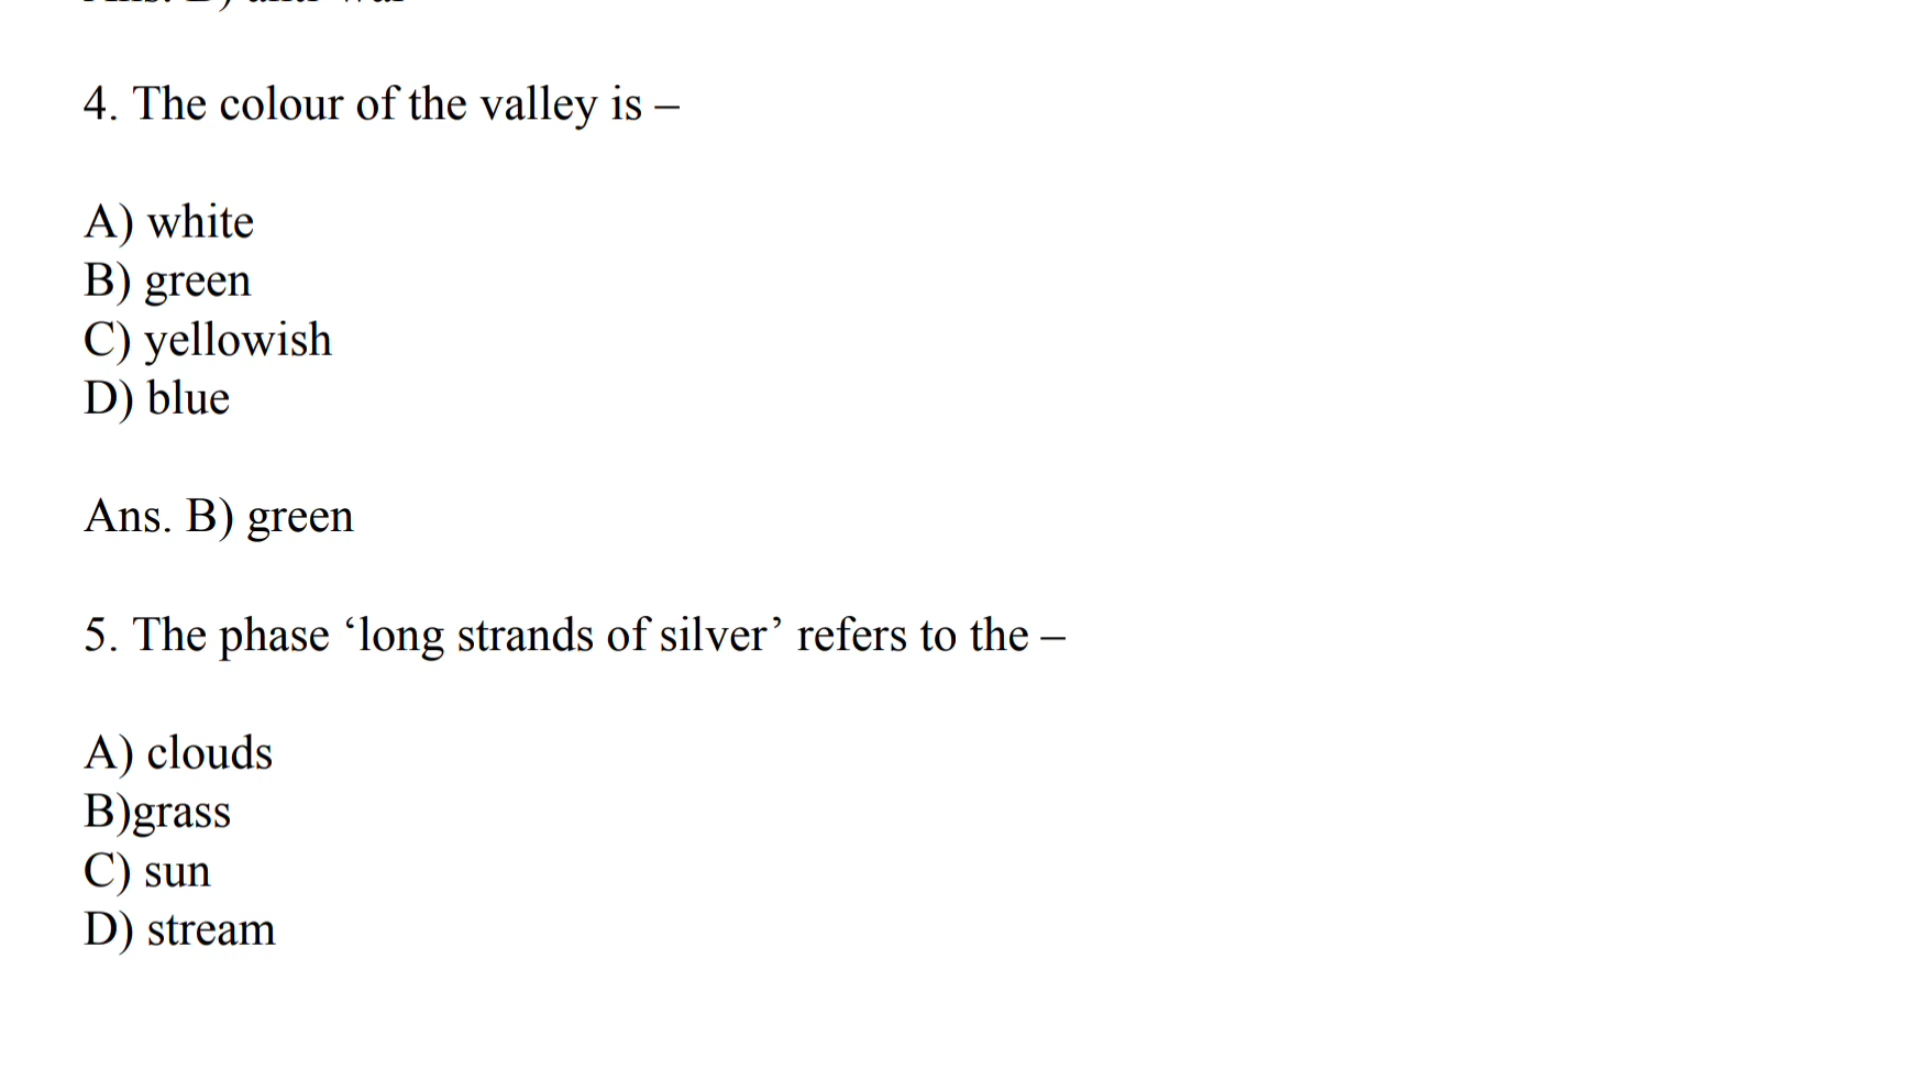 4. The colour of the valley is –
A) white
B) green
C) yellowish
D) blue
Ans. B) green
5. The phase ‘long strands of silver’ refers to the –
A) clouds
B)grass
C) sun
D) stream